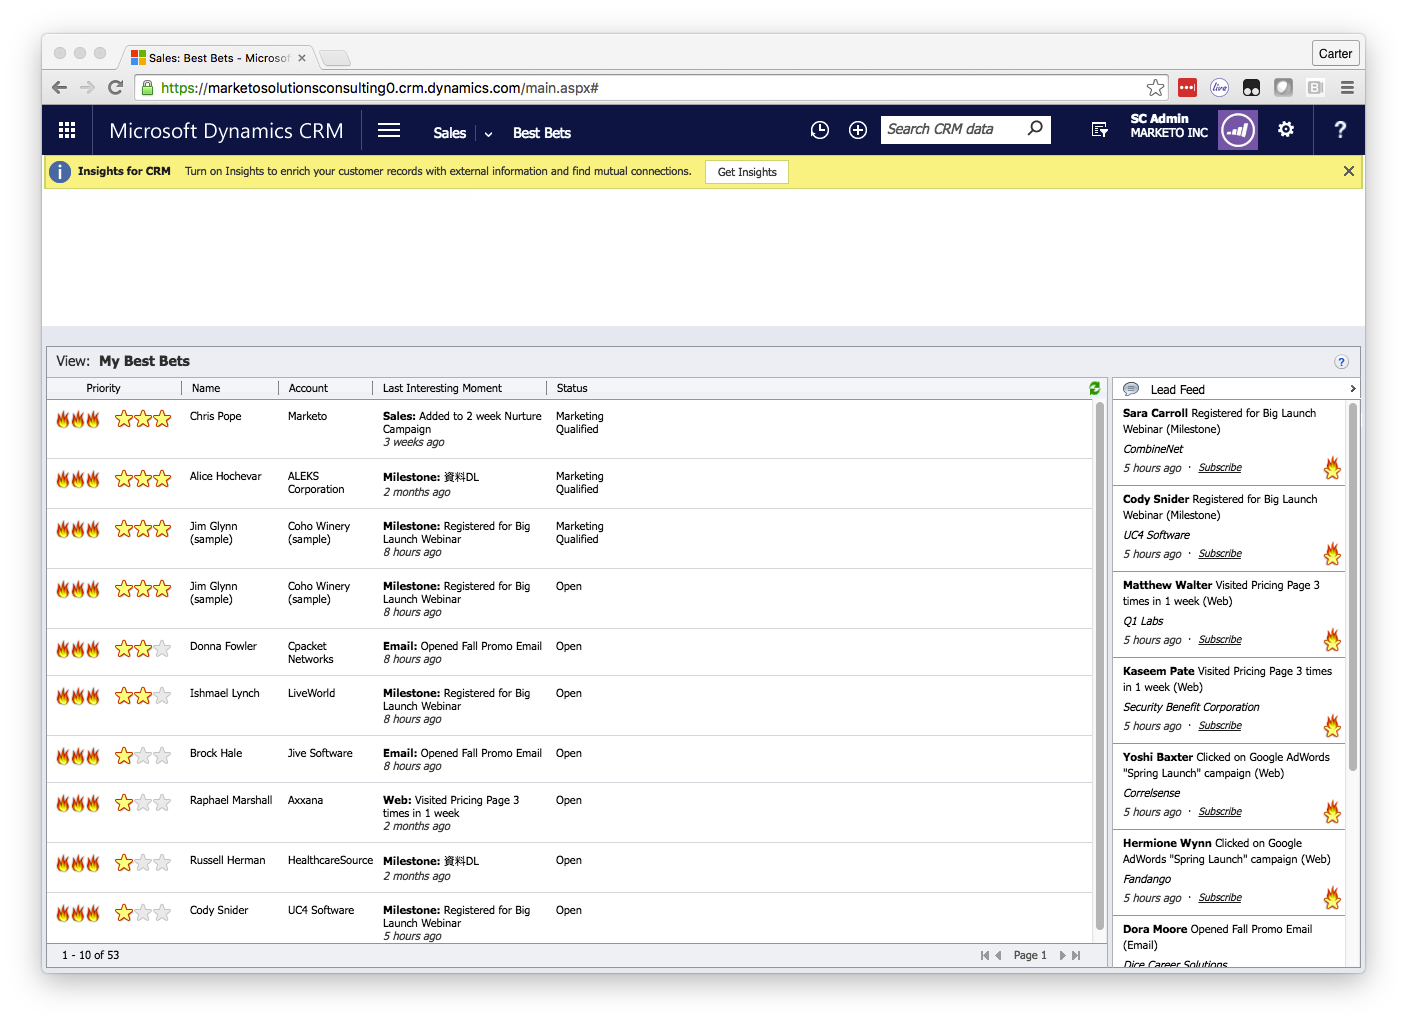 Sales: Best Bets - Microsof
Carter
https://marketosolutionsconsulting0.crm.dynamics.com/main.aspx#
live
B
Microsoft Dynamics CRM
Sales
Best Bets
Search CRM data
SC Admin
MARKETO INC
?
i
Insights for CRM
Turn on Insights to enrich your customer records with external information and find mutual connections.
Get Insights
View: My Best Bets
?
Priority
Name
Account
Last Interesting Moment
Status
Chris Pope
Marketo
Sales: Added to 2 week Nurture
Campaign
3 weeks ago
Marketing
Qualified
Alice Hochevar
ALEKS
Corporation
Milestone: 資料DL
2 months ago
Marketing
Qualified
Jim Glynn
(sample)
Coho Winery
(sample)
Milestone: Registered for Big
Launch Webinar
8 hours ago
Marketing
Qualified
Jim Glynn
(sample)
Coho Winery
(sample)
Milestone: Registered for Big
Launch Webinar
8 hours ago
Open
Donna Fowler
Cpacket
Networks
Email: Opened Fall Promo Email
8 hours ago
Open
Ishmael Lynch
LiveWorld
Milestone: Registered for Big
Launch Webinar
8 hours ago
Open
Brock Hale
Jive Software
Email: Opened Fall Promo Email
8 hours ago
Open
Raphael Marshall
Axxana
Web: Visited Pricing Page 3
times in 1 week
2 months ago
Open
Russell Herman
HealthcareSource
Milestone: 資料DL
2 months ago
Open
Cody Snider
UC4 Software
Milestone: Registered for Big
Launch Webinar
5 hours ago
Open
1 - 10 of 53
Page 1
Lead Feed
Sara Carroll Registered for Big Launch
Webinar (Milestone)
CombineNet
5 hours ago · Subscribe
Cody Snider Registered for Big Launch
Webinar (Milestone)
UC4 Software
5 hours ago · Subscribe
Matthew Walter Visited Pricing Page 3
times in 1 week (Web)
Q1 Labs
5 hours ago · Subscribe
Kaseem Pate Visited Pricing Page 3 times
in 1 week (Web)
Security Benefit Corporation
5 hours ago · Subscribe
Yoshi Baxter Clicked on Google AdWords
"Spring Launch" campaign (Web)
Correlsense
5 hours ago · Subscribe
Hermione Wynn Clicked on Google
AdWords "Spring Launch" campaign (Web)
Fandango
5 hours ago · Subscribe
Dora Moore Opened Fall Promo Email
(Email)
Dice Career Solutions